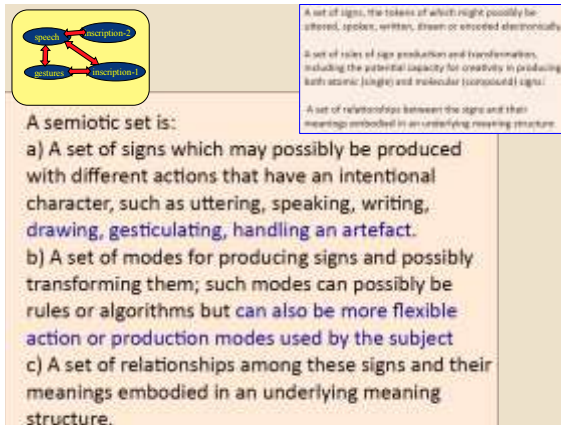 speech
nscription-2
gestures
inscription-1
A set of signs, the tokens of which might possibly be
uttered, spoken, written, drawn or encoded electronically.
A set of rules of sign production and transformation,
including the potential capacity for creativity in producing
both atomic (single) and molecular (compound) signs.
A set of relationships between the signs and their
meanings embodied in an underlying meaning structure
A semiotic set is:
a) A set of signs which may possibly be produced
with different actions that have an intentional
character, such as uttering, speaking, writing,
drawing, gesticulating, handling an artefact.
b) A set of modes for producing signs and possibly
transforming them; such modes can possibly be
rules or algorithms but can also be more flexible
action or production modes used by the subject
c) A set of relationships among these signs and their
meanings embodied in an underlying meaning
structure.